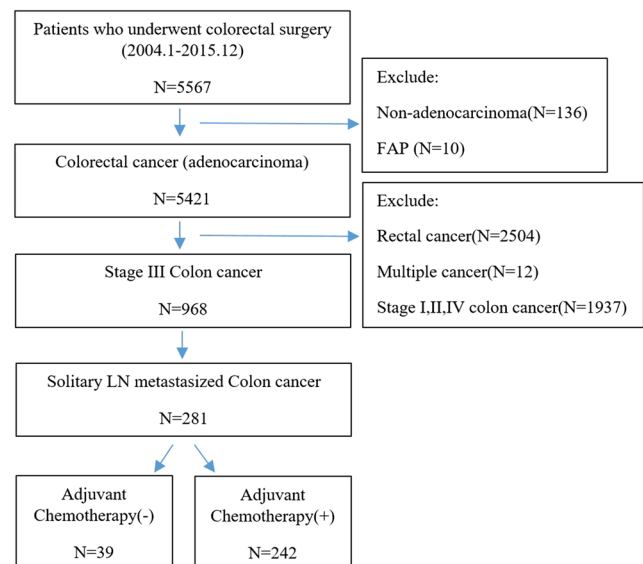 Patients who underwent colorectal surgery
(2004.1-2015.12)
N=5567
Exclude:
Non-adenocarcinoma(N=136)
FAP (N=10)
Colorectal cancer (adenocarcinoma)
N=5421
Exclude:
Rectal cancer(N=2504)
Multiple cancer(N=12)
Stage I,II,IV colon cancer(N=1937)
Stage III Colon cancer
N=968
Solitary LN metastasized Colon cancer
N=281
Adjuvant
Chemotherapy(-)
N=39
Adjuvant
Chemotherapy(+)
N=242